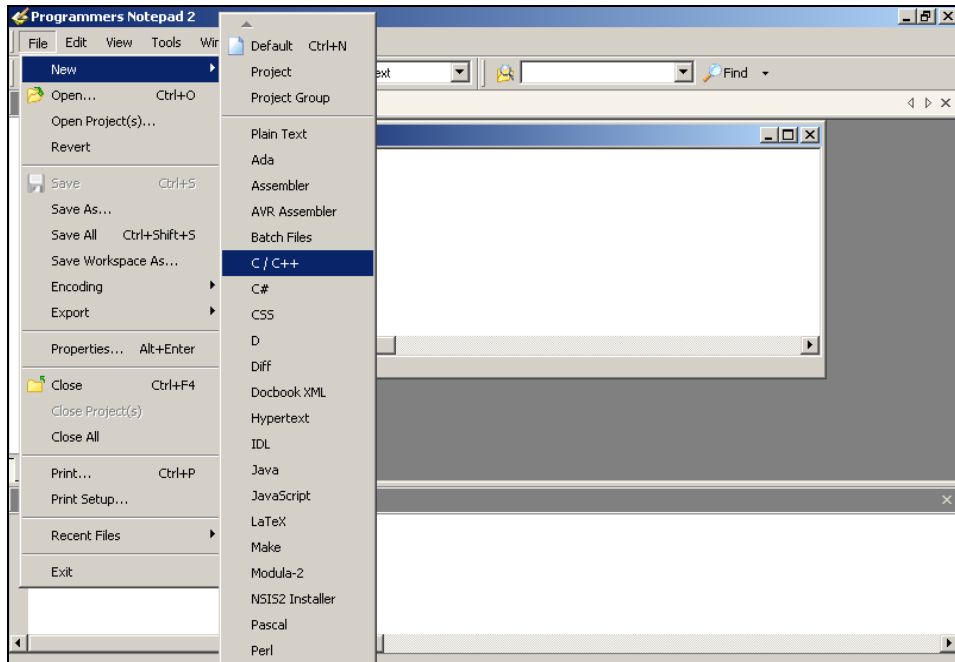 Programmers Notepad 2
File Edit View Tools
Find
New
Open... Ctrl+O
Open Project(s)...
Revert
Save Ctrl+S
Save As...
Save All Ctrl+Shift+S
Save Workspace As...
Encoding
Export
Properties... Alt+Enter
Close Ctrl+F4
Close Project(s)
Close All
Print... Ctrl+P
Print Setup...
Recent Files
Exit
Default Ctrl+N
Project
Project Group
Plain Text
Ada
Assembler
AVR Assembler
Batch Files
C / C++
C#
CSS
D
Diff
Docbook XML
Hypertext
IDL
Java
JavaScript
LaTeX
Make
Modula-2
NSIS2 Installer
Pascal
Perl